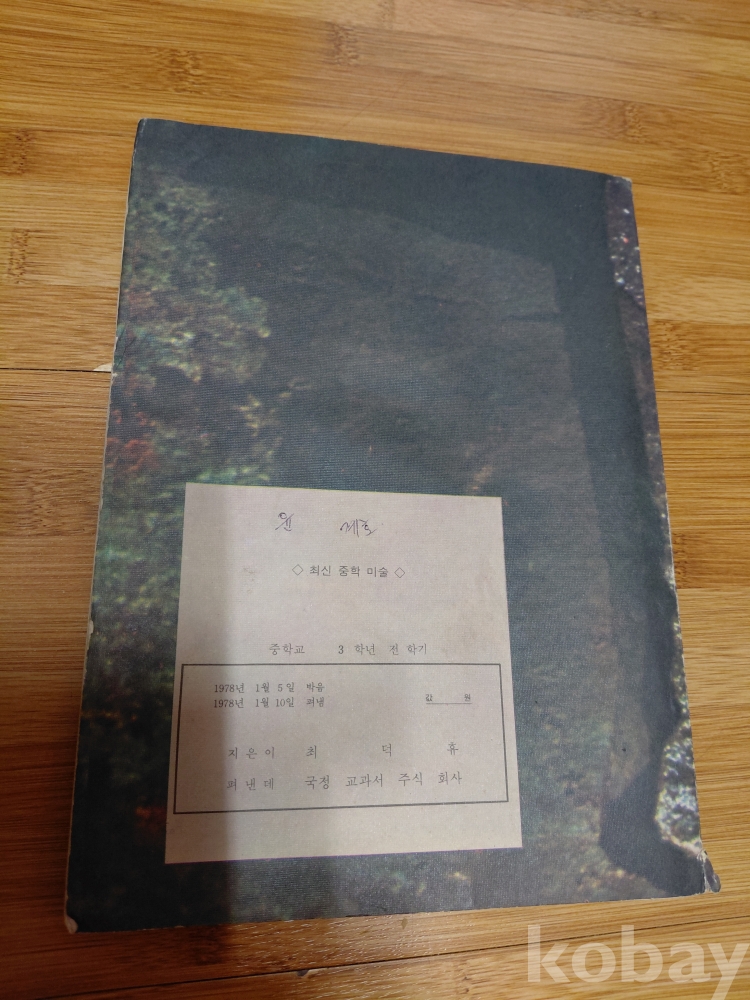 ◇ 최신 중학 미술 ◇
중학교 3 학년 전 학기
1978년 1월 5일 박음
1978년 1월 10일 펴냄
값 원
지은이 최 덕 휴
펴낸데 국정 교과서 주식 회사
kobay